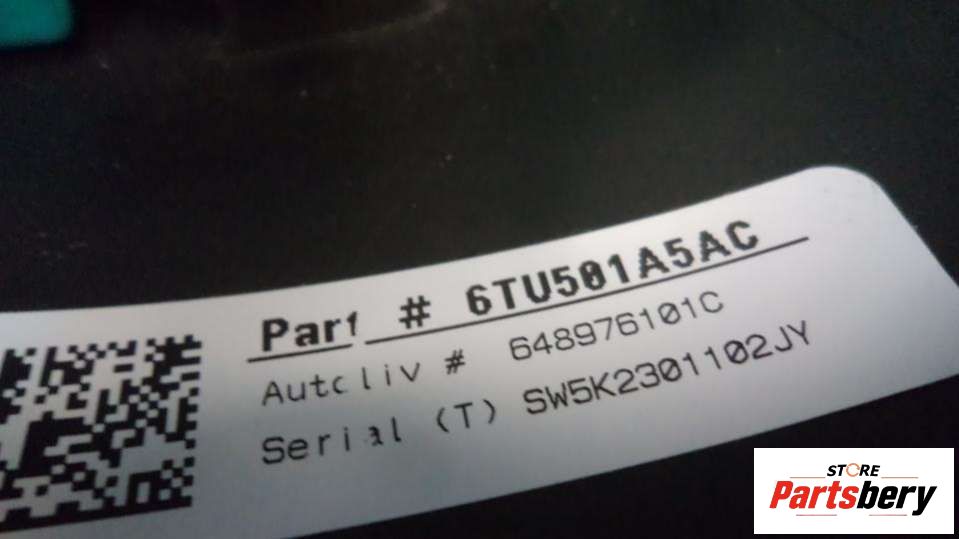 Part # 6TU501A5AC
Autoliv # 648976101C
Serial (T) SW5K2301102JY
STORE
Partsbery